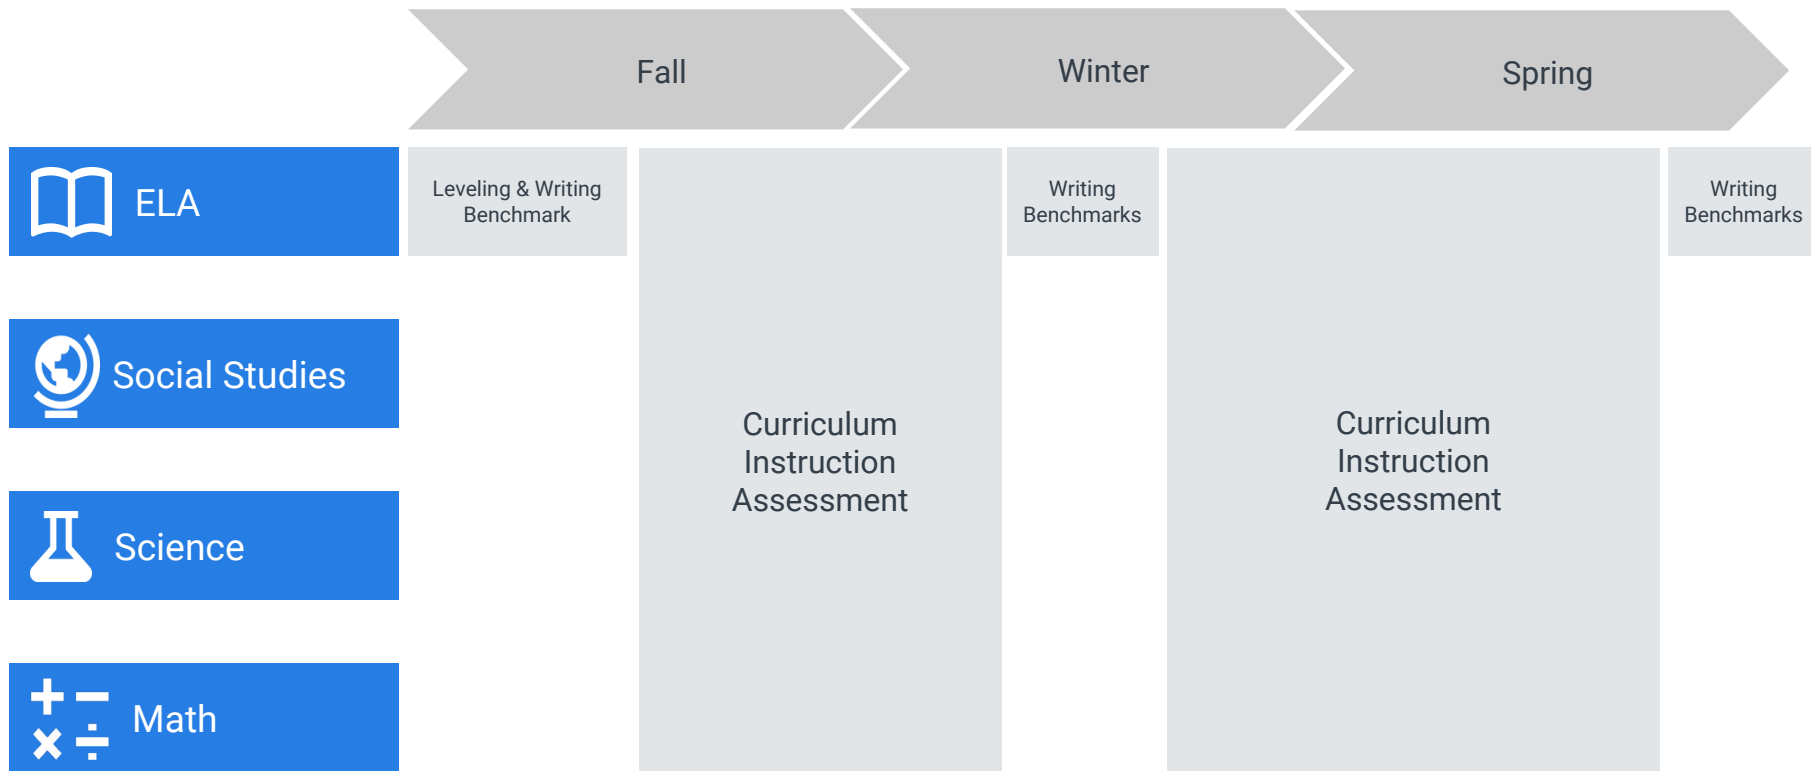 Fall
Winter
Spring
ELA
Leveling & Writing
Benchmark
Writing
Benchmarks
Writing
Benchmarks
Social Studies
Curriculum
Instruction
Assessment
Curriculum
Instruction
Assessment
Science
Math